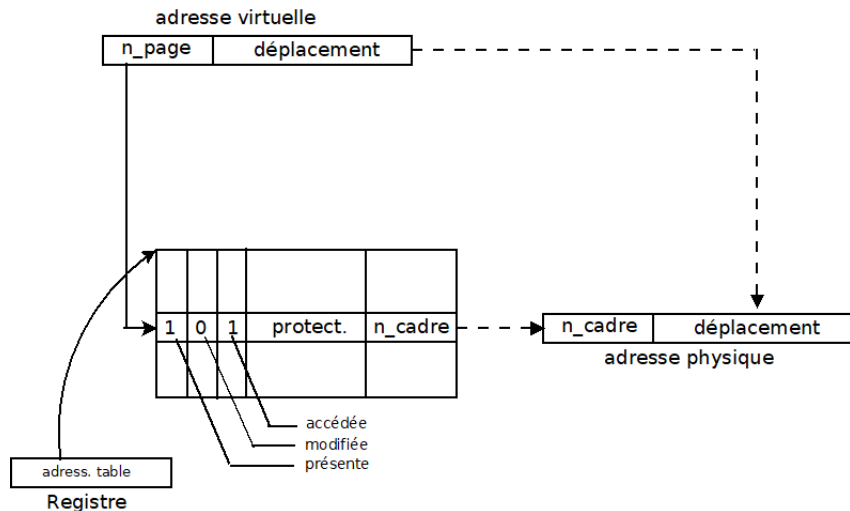 adresse virtuelle
n_page déplacement
1 0 1 protect. n_cadre
n_cadre déplacement
adresse physique
accédée
modifiée
présente
adress. table
Registre